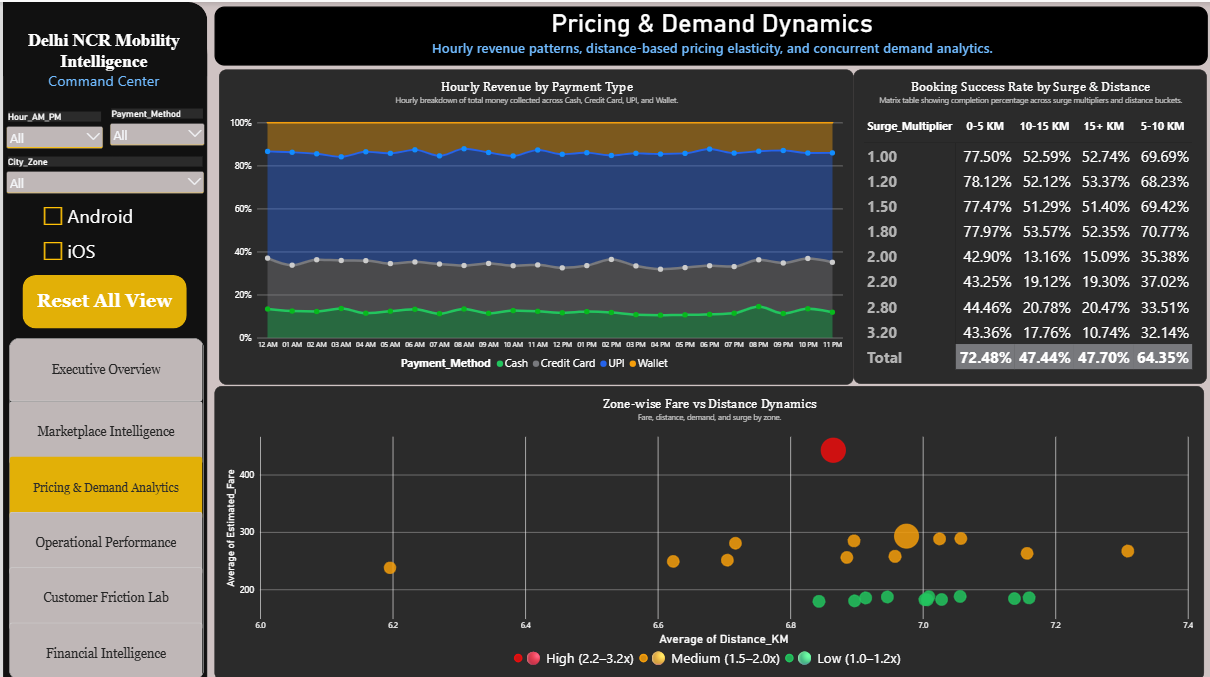 Delhi NCR Mobility
Intelligence
Command Center
Hour_AM_PM
Payment_Method
All
All
City_Zone
All
Android
iOS
Reset All View
Executive Overview
Marketplace Intelligence
Pricing & Demand Analytics
Operational Performance
Customer Friction Lab
Financial Intelligence
Pricing & Demand Dynamics
Hourly revenue patterns, distance-based pricing elasticity, and concurrent demand analytics.
Hourly Revenue by Payment Type
Hourly breakdown of total money collected across Cash, Credit Card, UPI, and Wallet.
100%
80%
60%
40%
20%
0%
12 AM 01 AM 02 AM 03 AM 04 AM 05 AM 06 AM 07 AM 08 AM 09 AM 10 AM 11 AM 12 PM 01 PM 02 PM 03 PM 04 PM 05 PM 06 PM 07 PM 08 PM 09 PM 10 PM 11 PM
Payment_Method Cash Credit Card UPI Wallet
Booking Success Rate by Surge & Distance
Matrix table showing completion percentage across surge multipliers and distance buckets.
Surge_Multiplier 0-5 KM 10-15 KM 15+ KM 5-10 KM
1.00 77.50% 52.59% 52.74% 69.69%
1.20 78.12% 52.12% 53.37% 68.23%
1.50 77.47% 51.29% 51.40% 69.42%
1.80 77.97% 53.57% 52.35% 70.77%
2.00 42.90% 13.16% 15.09% 35.38%
2.20 43.25% 19.12% 19.30% 37.02%
2.80 44.46% 20.78% 20.47% 33.51%
3.20 43.36% 17.76% 10.74% 32.14%
Total 72.48% 47.44% 47.70% 64.35%
Zone-wise Fare vs Distance Dynamics
Fare, distance, demand, and surge by zone.
Average of Estimated_Fare
400
300
200
6.0 6.2 6.4 6.6 6.8 7.0 7.2 7.4
Average of Distance_KM
High (2.2–3.2x) Medium (1.5–2.0x) Low (1.0–1.2x)